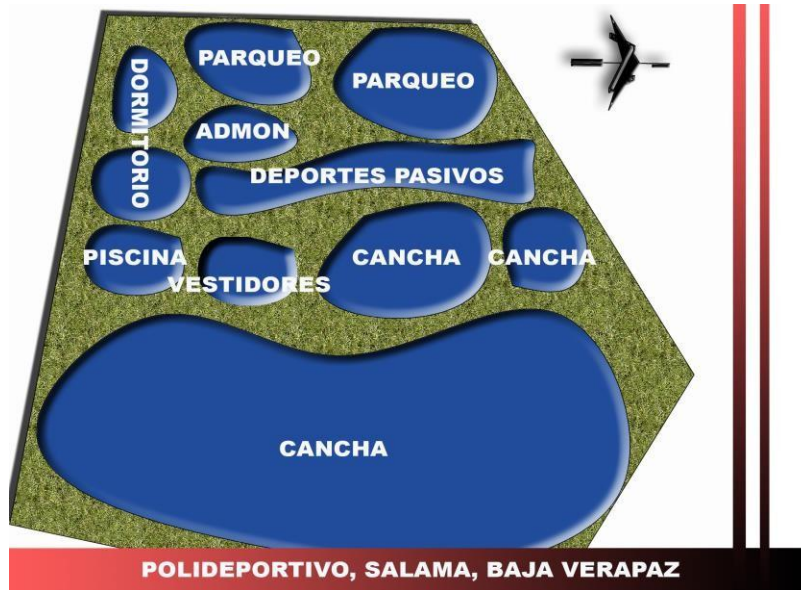 PARQUEO
PARQUEO
DORMITORIO
ADMON
DEPORTES PASIVOS
PISCINA
VESTIDORES
CANCHA
CANCHA
CANCHA
POLIDEPORTIVO, SALAMA, BAJA VERAPAZ